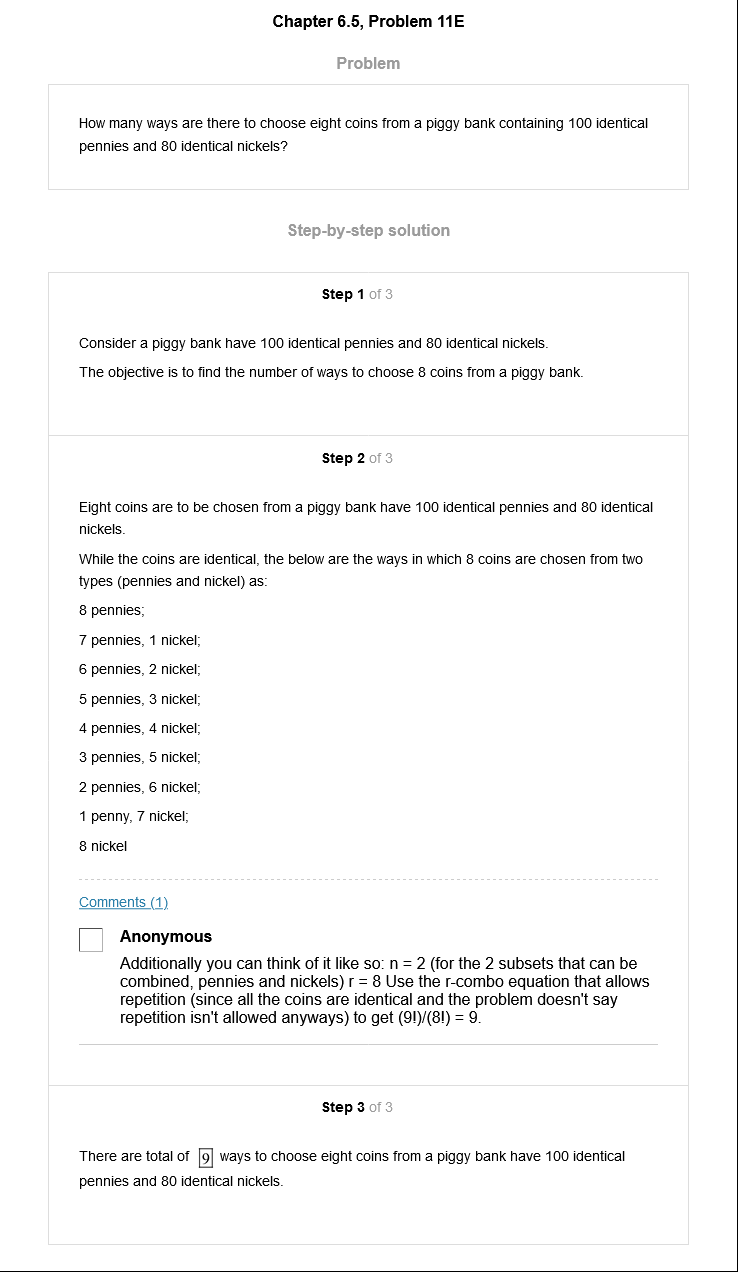 Chapter 6.5, Problem 11E
Problem
How many ways are there to choose eight coins from a piggy bank containing 100 identical
pennies and 80 identical nickels?
Step-by-step solution
Step 1 of 3
Consider a piggy bank have 100 identical pennies and 80 identical nickels.
The objective is to find the number of ways to choose 8 coins from a piggy bank.
Step 2 of 3
Eight coins are to be chosen from a piggy bank have 100 identical pennies and 80 identical
nickels.
While the coins are identical, the below are the ways in which 8 coins are chosen from two
types (pennies and nickel) as:
8 pennies;
7 pennies, 1 nickel;
6 pennies, 2 nickel;
5 pennies, 3 nickel;
4 pennies, 4 nickel;
3 pennies, 5 nickel;
2 pennies, 6 nickel;
1 penny, 7 nickel;
8 nickel
Comments (1)
Anonymous
Additionally you can think of it like so: n = 2 (for the 2 subsets that can be
combined, pennies and nickels) r = 8 Use the r-combo equation that allows
repetition (since all the coins are identical and the problem doesn't say
repetition isn't allowed anyways) to get (9!)/(8!) = 9.
Step 3 of 3
There are total of 9 ways to choose eight coins from a piggy bank have 100 identical
pennies and 80 identical nickels.